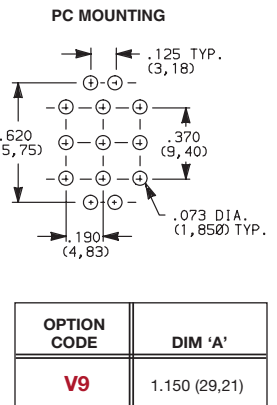 PC MOUNTING
.125 TYP.
(3,18)
.620
5,75)
.370
(9,40)
.073 DIA.
(1,850) TYP.
.190
(4,83)
OPTION CODE
DIM ‘A’
V9
1.150 (29,21)